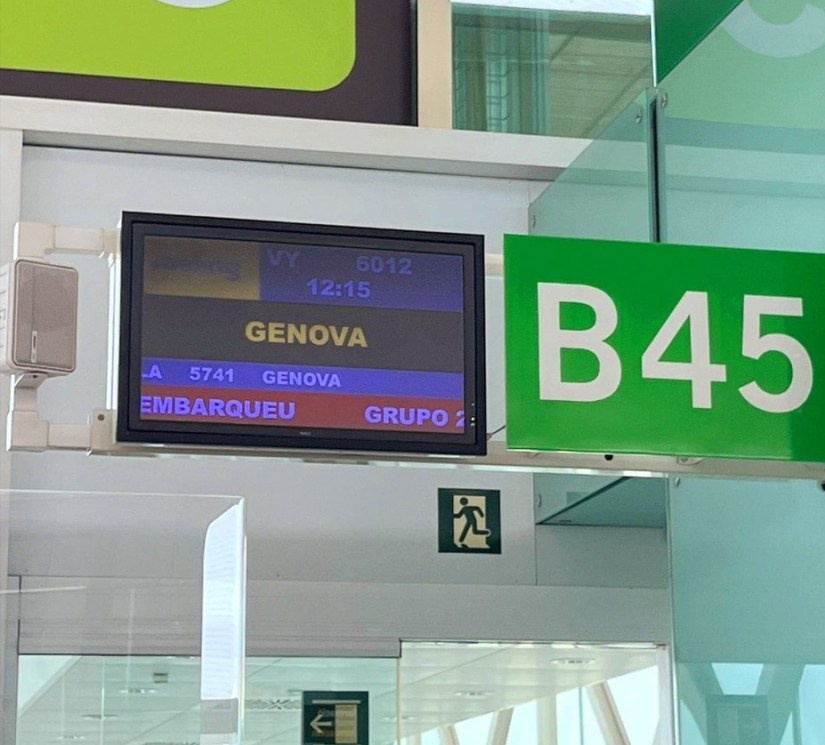 VY 6012
12:15
GENOVA
LA 5741 GENOVA
EMBARQUEU GRUPO 2
B45